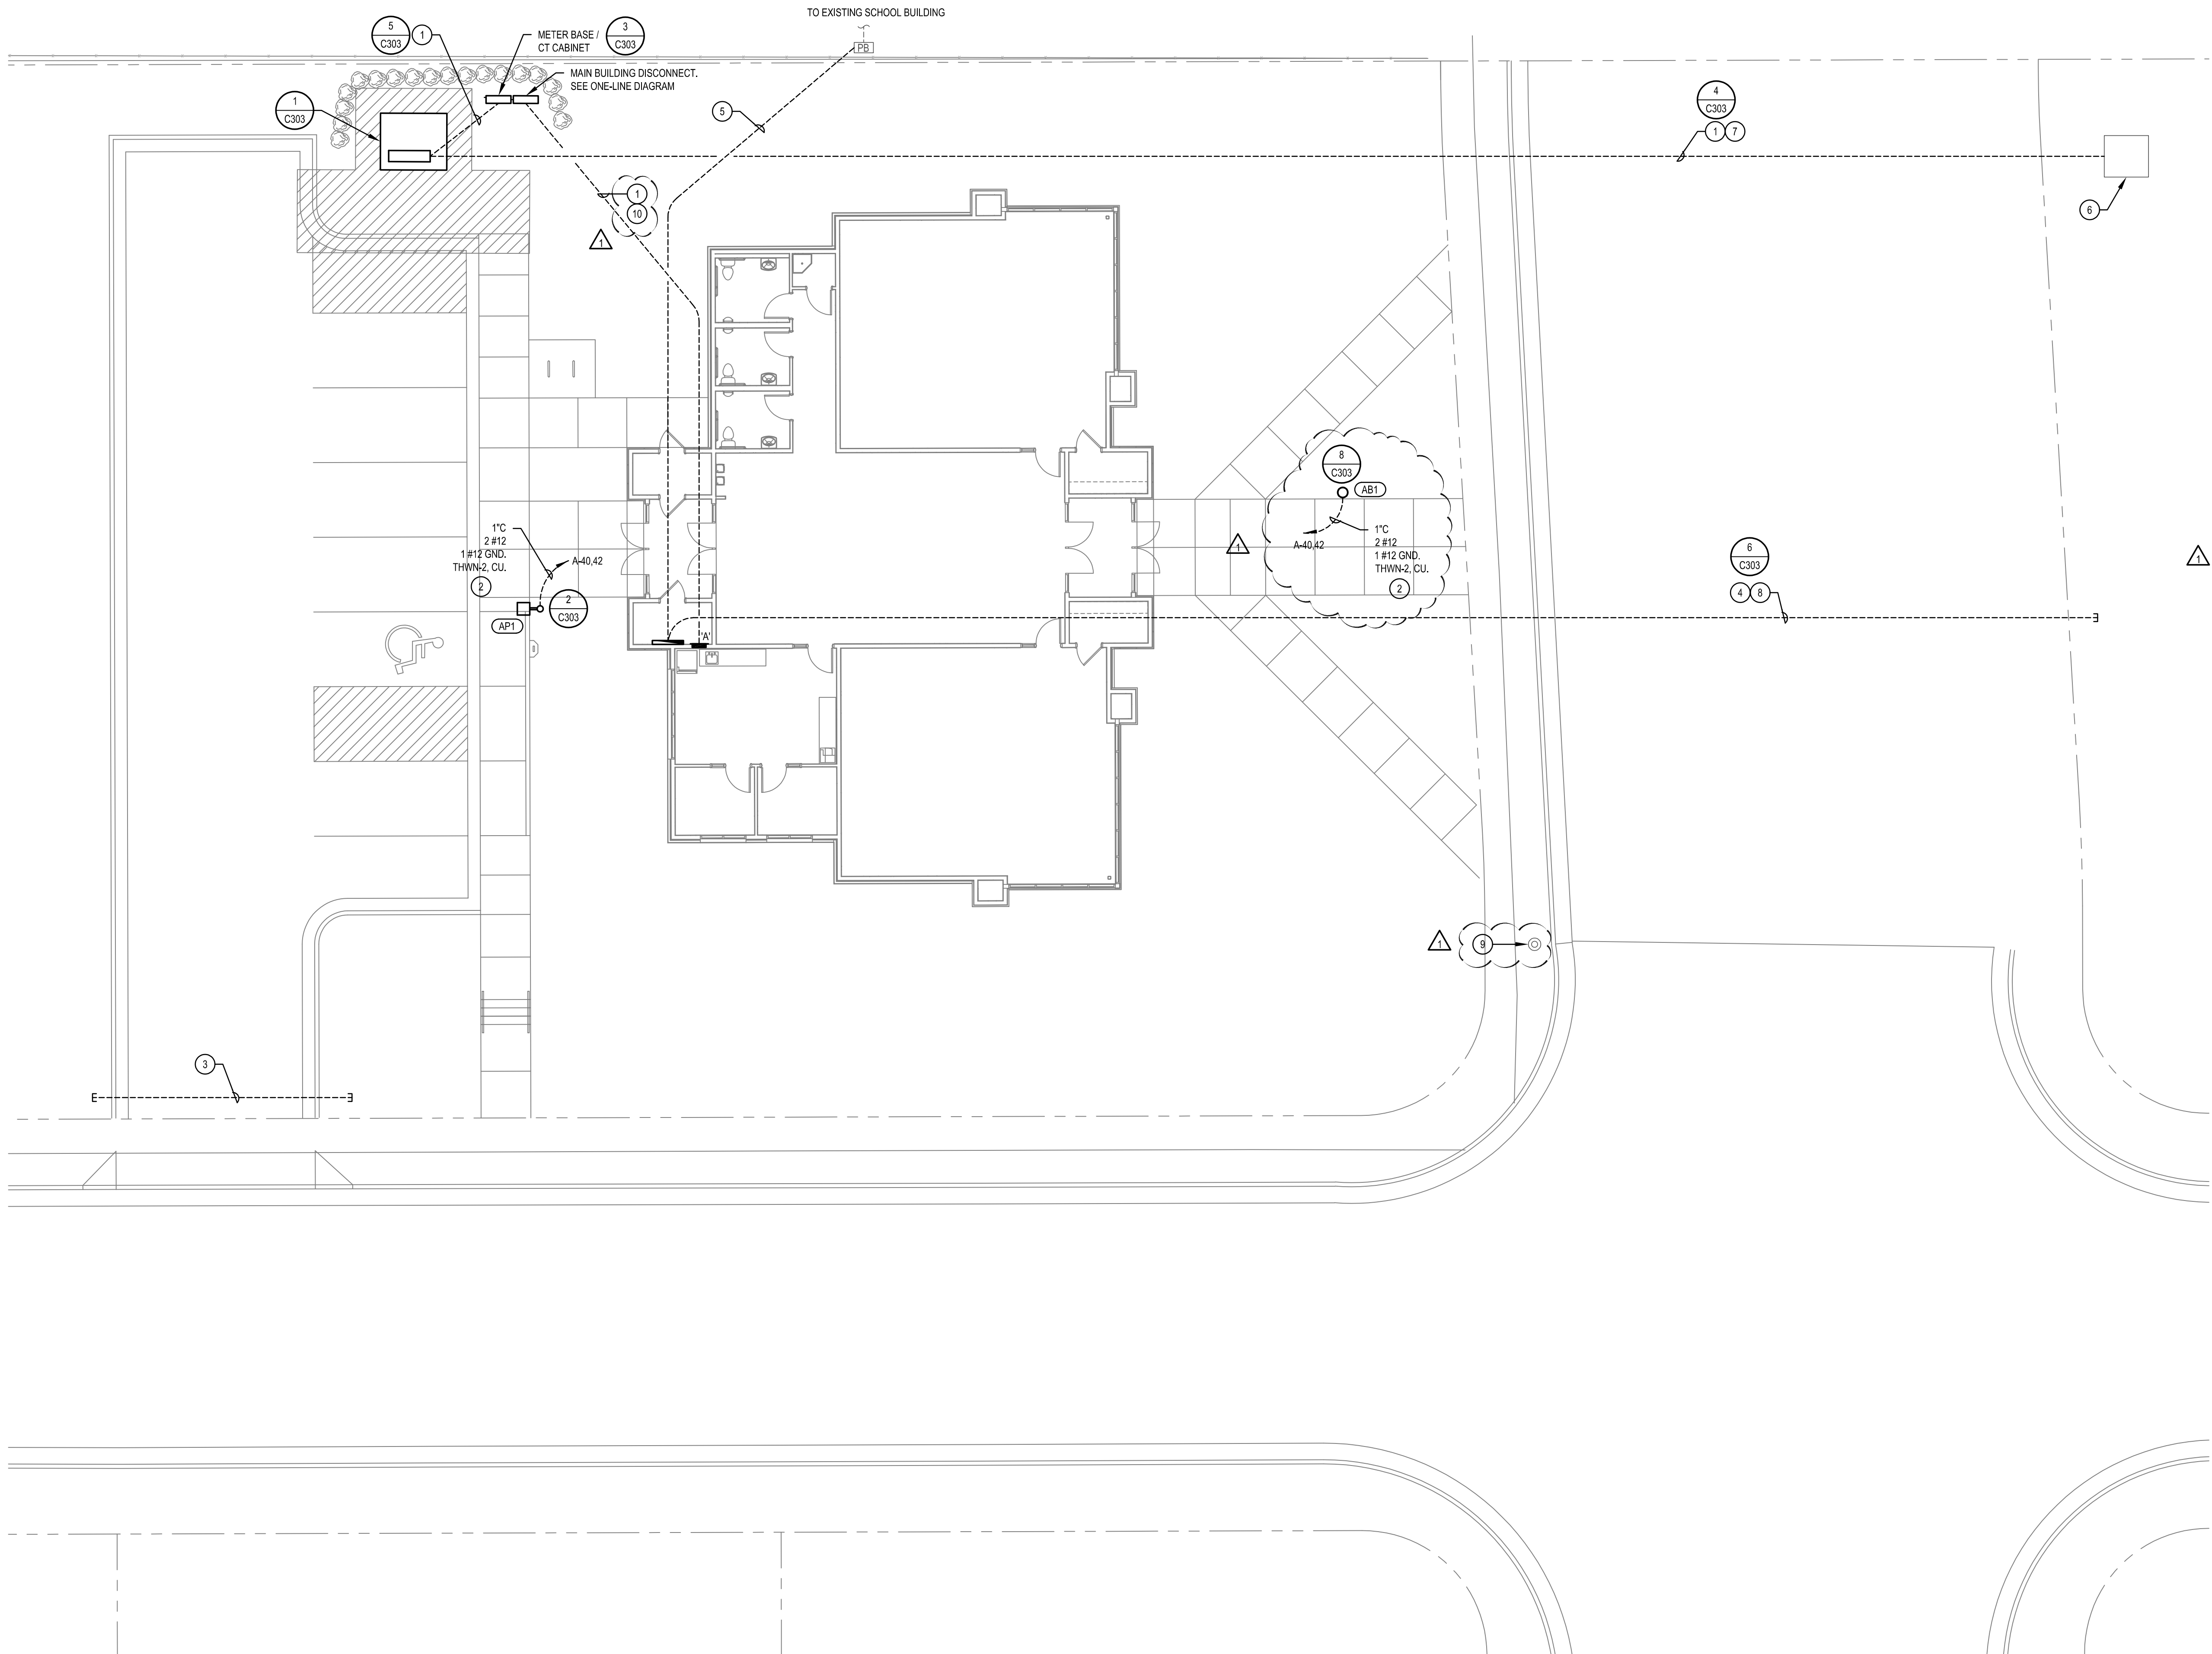 TO EXISTING SCHOOL BUILDING
PB
5
C303
1
METER BASE /
CT CABINET
3
C303
MAIN BUILDING DISCONNECT.
SEE ONE-LINE DIAGRAM
1
C303
5
4
C303
1
7
6
1
10
1
8
C303
AB1
1"C
2 #12
1 #12 GND.
THWN-2, CU.
2
A-40,42
1
1"C
2 #12
1 #12 GND.
THWN-2, CU.
2
A-40,42
2
C303
AP1
'A'
6
C303
4
8
1
1
9
3